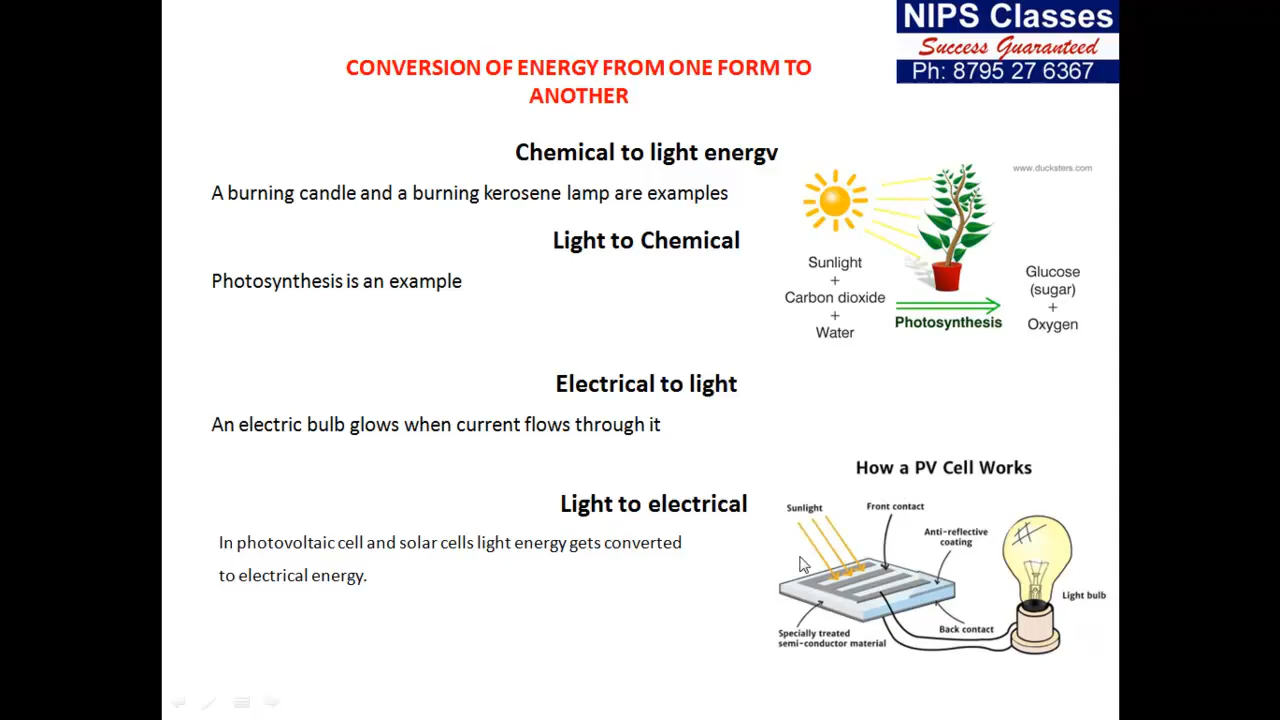 NIPS Classes
Success Guaranteed
Ph: 8795 27 6367
CONVERSION OF ENERGY FROM ONE FORM TO
ANOTHER
Chemical to light energy
A burning candle and a burning kerosene lamp are examples
Light to Chemical
Photosynthesis is an example
www.ducksters.com
Sunlight
+
Carbon dioxide
+
Water
Photosynthesis
Glucose
(sugar)
+
Oxygen
Electrical to light
An electric bulb glows when current flows through it
Light to electrical
In photovoltaic cell and solar cells light energy gets converted
to electrical energy.
How a PV Cell Works
Sunlight
Front contact
Anti-reflective
coating
Light bulb
Back contact
Specially treated
semi-conductor material